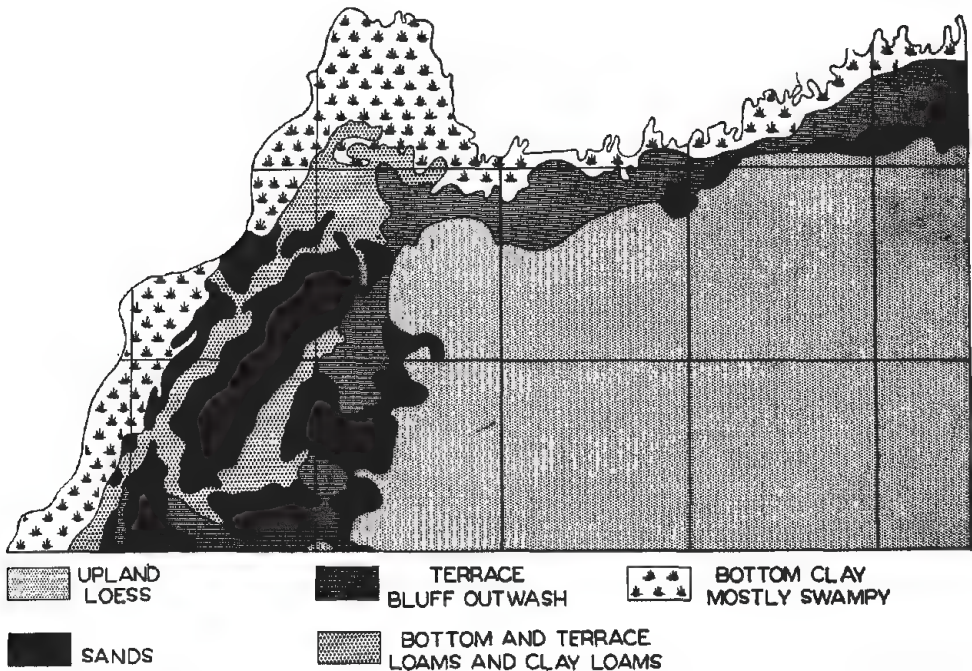 UPLAND
LOESS
TERRACE
BLUFF OUTWASH
BOTTOM CLAY
MOSTLY SWAMPY
SANDS
BOTTOM AND TERRACE
LOAMS AND CLAY LOAMS